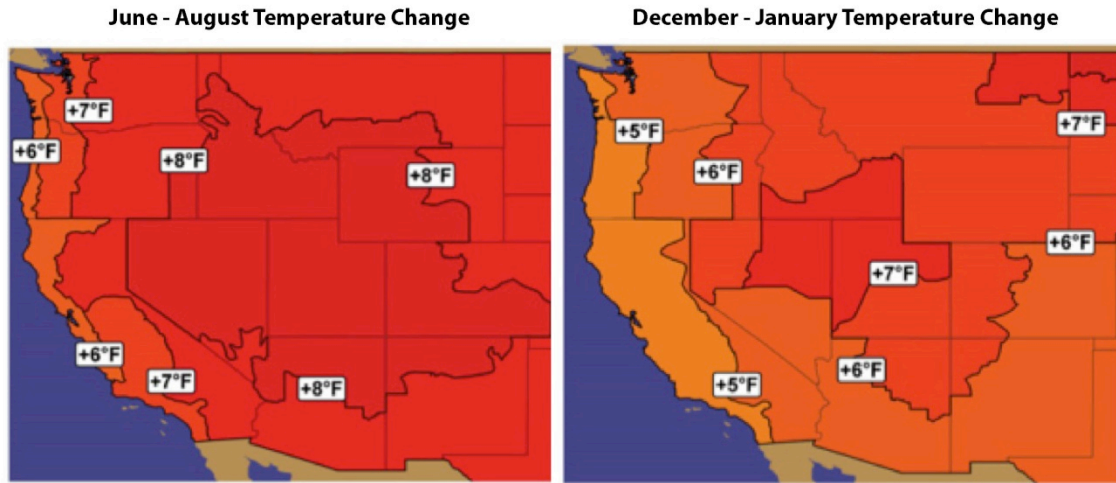 June - August Temperature Change
December - January Temperature Change
+7°F
+6°F
+8°F
+8°F
+6°F
+7°F
+8°F
+5°F
+7°F
+6°F
+6°F
+7°F
+6°F
+5°F